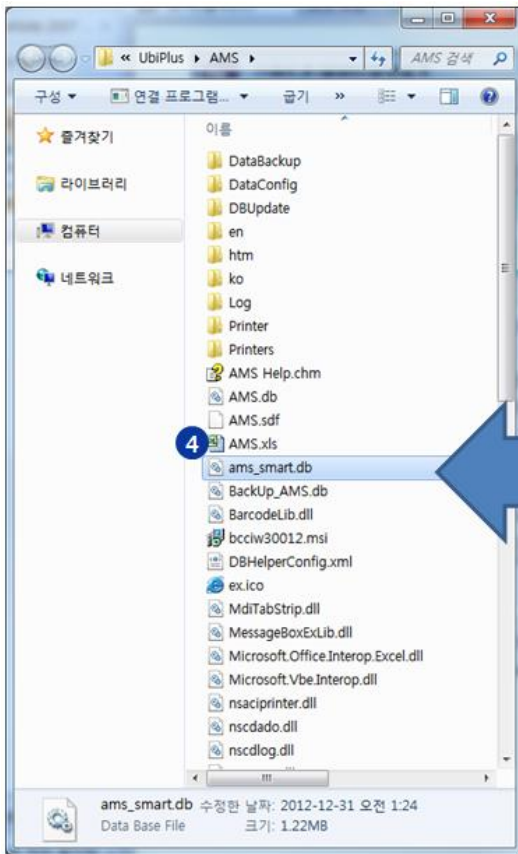 « UbiPlus ▸ AMS ▸
AMS 검색
구성 ▾ 연결 프로그램... ▾ 굽기 »
즐겨찾기
라이브러리
컴퓨터
네트워크
이름
DataBackup
DataConfig
DBUpdate
en
htm
ko
Log
Printer
Printers
AMS Help.chm
AMS.db
AMS.sdf
4 AMS.xls
ams_smart.db
BackUp_AMS.db
BarcodeLib.dll
bcciw30012.msi
DBHelperConfig.xml
ex.ico
MdiTabStrip.dll
MessageBoxExLib.dll
Microsoft.Office.Interop.Excel.dll
Microsoft.Vbe.Interop.dll
nsaciprinter.dll
nscdado.dll
nscdlog.dll
ams_smart.db 수정한 날짜: 2012-12-31 오전 1:24
Data Base File 크기: 1.22MB